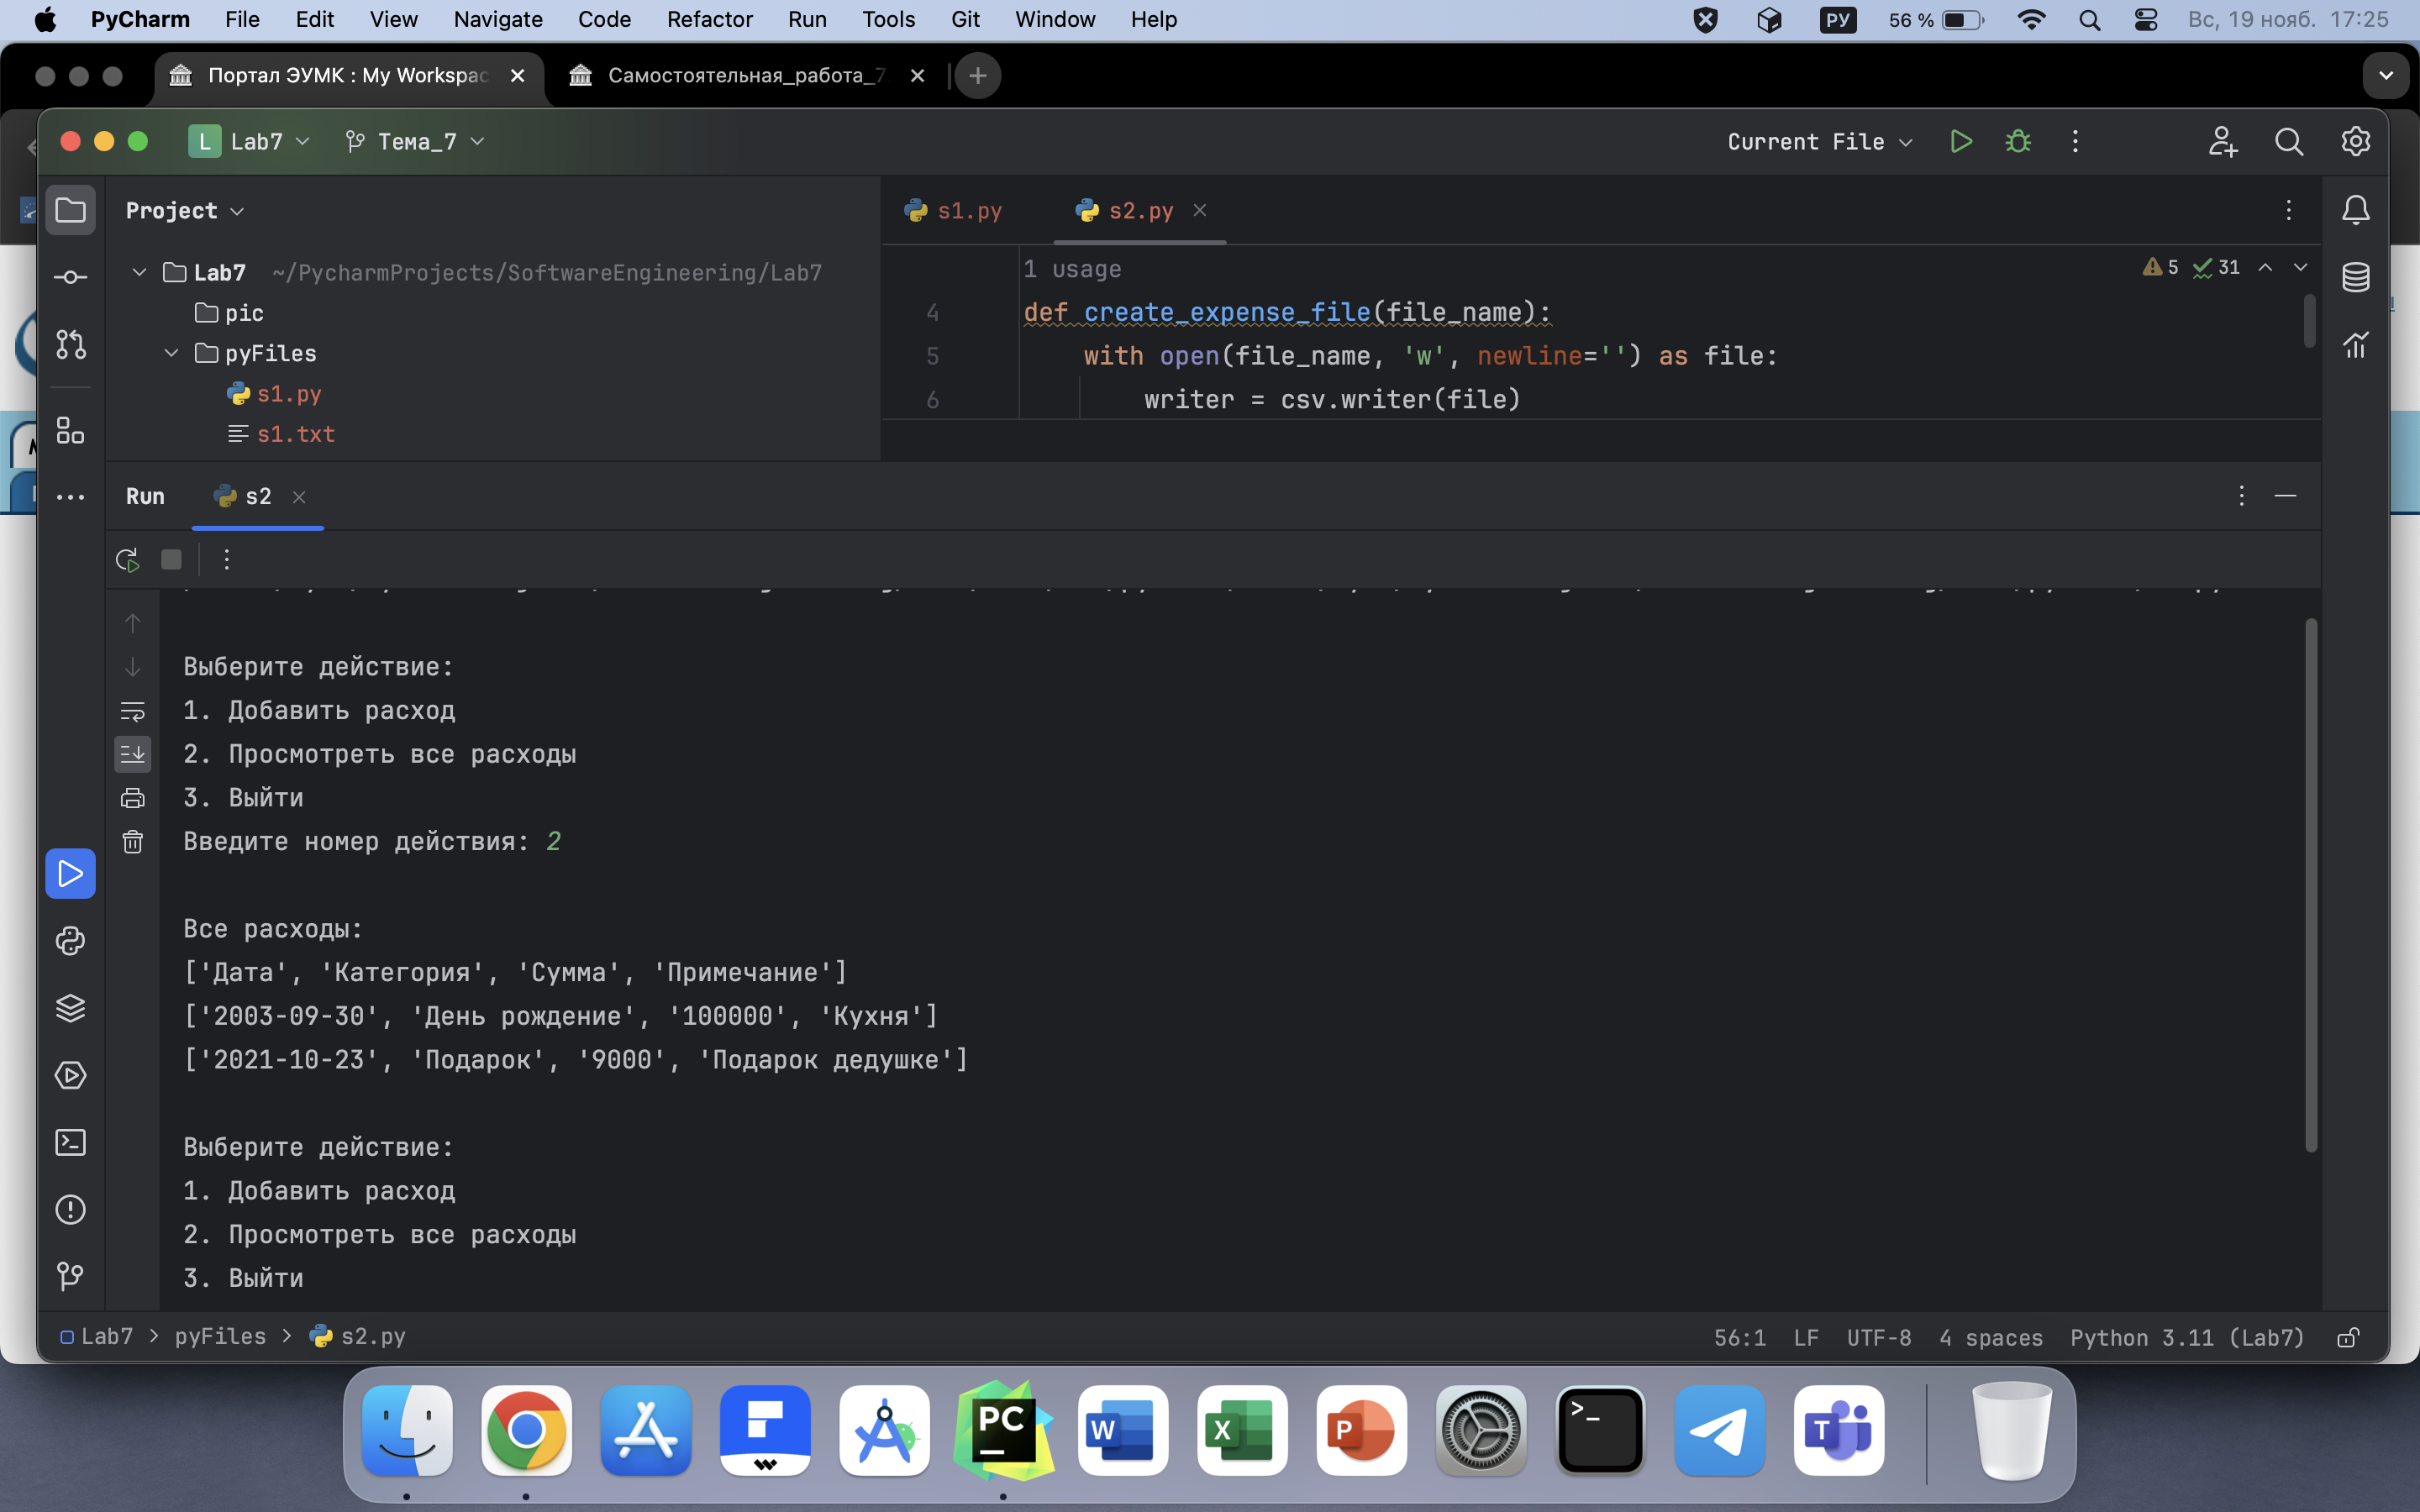 PyCharm File Edit View Navigate Code Refactor Run Tools Git Window Help РУ 56 % Вс, 19 нояб. 17:25
Портал ЭУМК : My Workspac Самостоятельная_работа_7
L Lab7 Тема_7 Current File
Project s1.py s2.py
Lab7 ~/PycharmProjects/SoftwareEngineering/Lab7
pic
pyFiles
s1.py
s1.txt
1 usage 5 31
4 def create_expense_file(file_name):
5 with open(file_name, 'w', newline='') as file:
6 writer = csv.writer(file)
Run s2
Выберите действие:
1. Добавить расход
2. Просмотреть все расходы
3. Выйти
Введите номер действия: 2
Все расходы:
['Дата', 'Категория', 'Сумма', 'Примечание']
['2003-09-30', 'День рождение', '100000', 'Кухня']
['2021-10-23', 'Подарок', '9000', 'Подарок дедушке']
Выберите действие:
1. Добавить расход
2. Просмотреть все расходы
3. Выйти
Lab7 > pyFiles > s2.py 56:1 LF UTF-8 4 spaces Python 3.11 (Lab7)
PC W X P >_ T